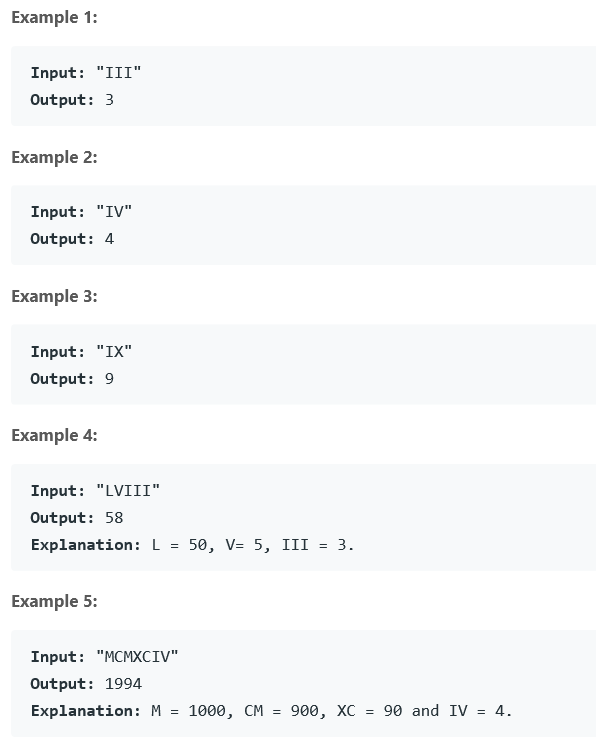 Example 1:
Input: "III"
Output: 3
Example 2:
Input: "IV"
Output: 4
Example 3:
Input: "IX"
Output: 9
Example 4:
Input: "LVIII"
Output: 58
Explanation: L = 50, V= 5, III = 3.
Example 5:
Input: "MCMXCIV"
Output: 1994
Explanation: M = 1000, CM = 900, XC = 90 and IV = 4.